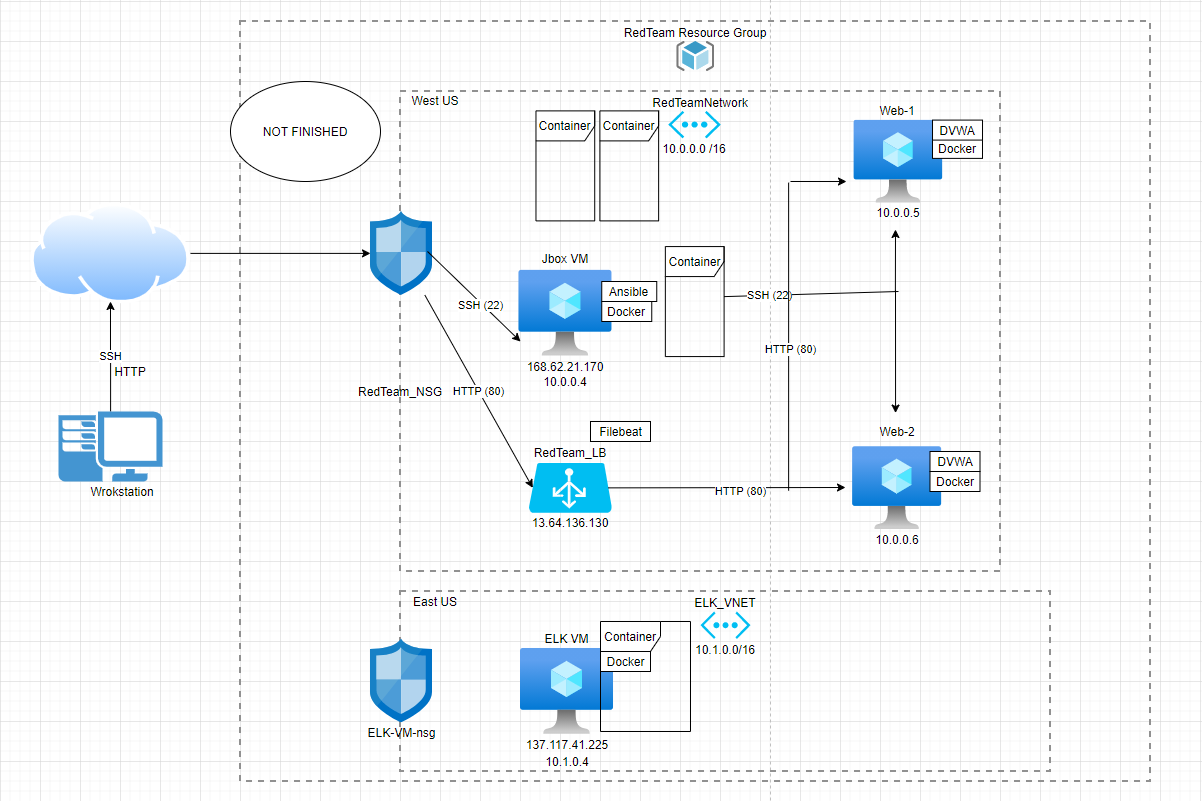 RedTeam Resource Group
West US
RedTeamNetwork
10.0.0.0 /16
NOT FINISHED
Container
Container
Web-1
DVWA
Docker
10.0.0.5
Jbox VM
Ansible
Docker
168.62.21.170
10.0.0.4
Container
SSH (22)
SSH (22)
HTTP (80)
SSH
HTTP
RedTeam_NSG
HTTP (80)
Filebeat
RedTeam_LB
13.64.136.130
HTTP (80)
Web-2
DVWA
Docker
10.0.0.6
Wrokstation
East US
ELK_VNET
10.1.0.0/16
ELK VM
Container
Docker
137.117.41.225
10.1.0.4
ELK-VM-nsg